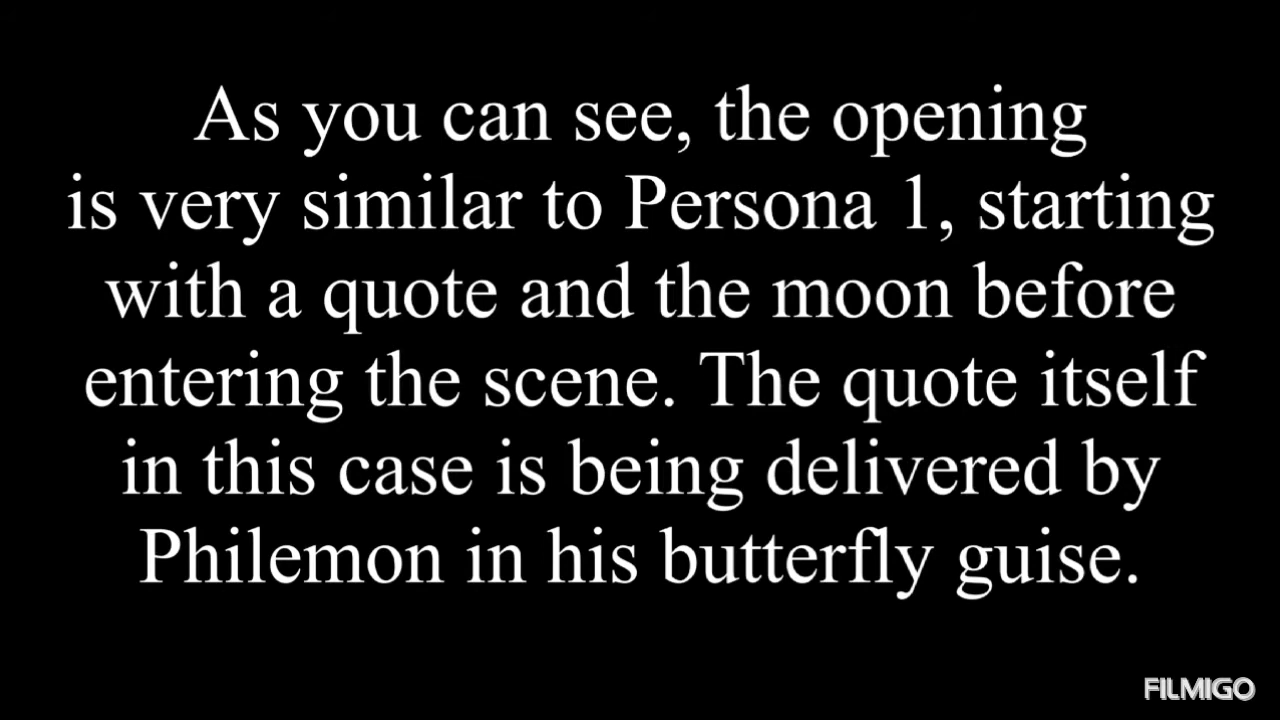 As you can see, the opening
is very similar to Persona 1, starting
with a quote and the moon before
entering the scene. The quote itself
in this case is being delivered by
Philemon in his butterfly guise.
FILMIGO